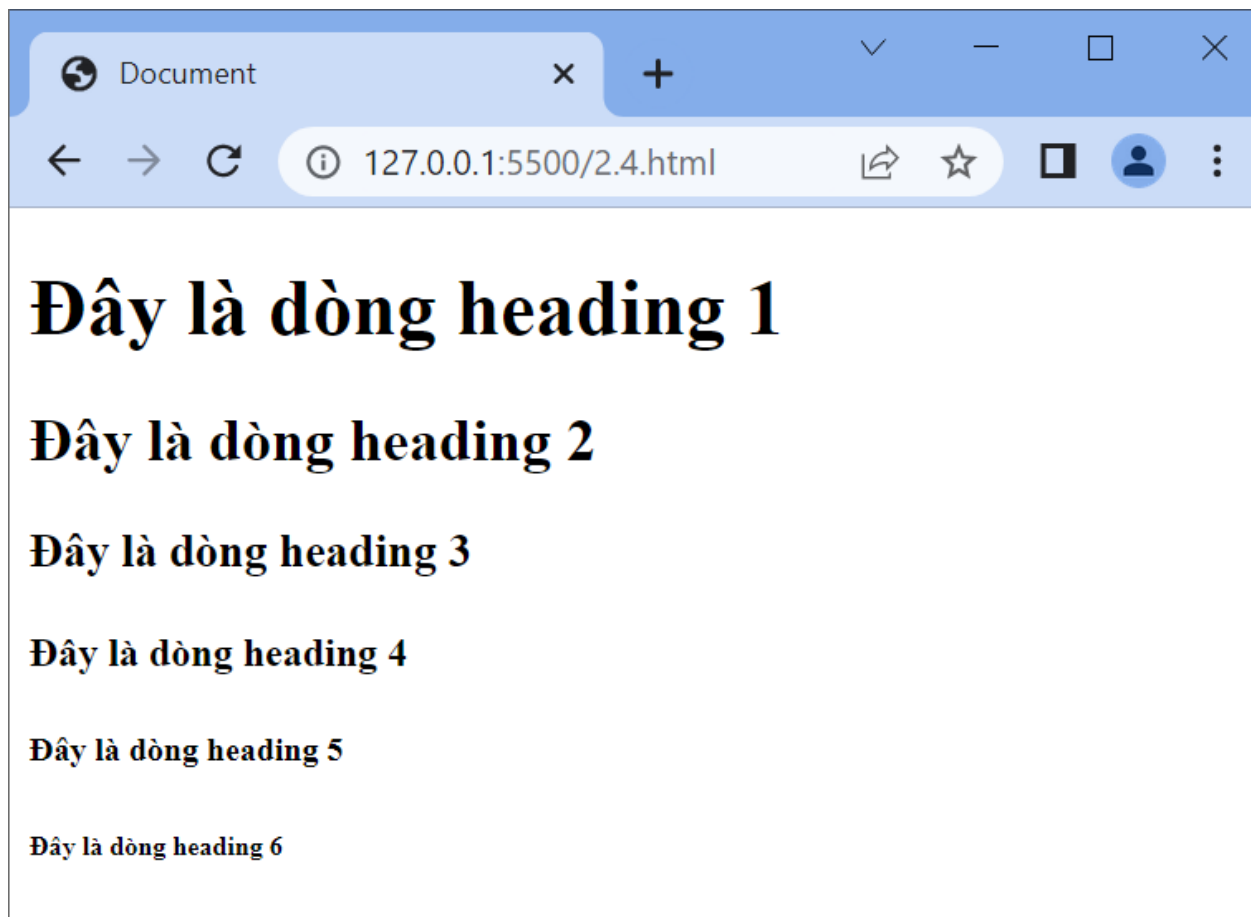 Document
127.0.0.1:5500/2.4.html
Đây là dòng heading 1
Đây là dòng heading 2
Đây là dòng heading 3
Đây là dòng heading 4
Đây là dòng heading 5
Đây là dòng heading 6